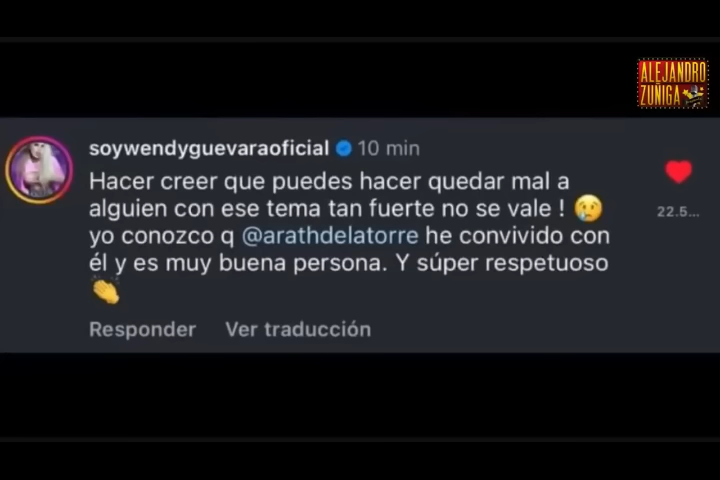 ALEJANDRO
ZUÑIGA
soywendyguevaraoficial 10 min
Hacer creer que puedes hacer quedar mal a
alguien con ese tema tan fuerte no se vale ! 😢
22.5...
yo conozco q @arathdelatorre he convivido con
él y es muy buena persona. Y súper respetuoso
👏
Responder Ver traducción